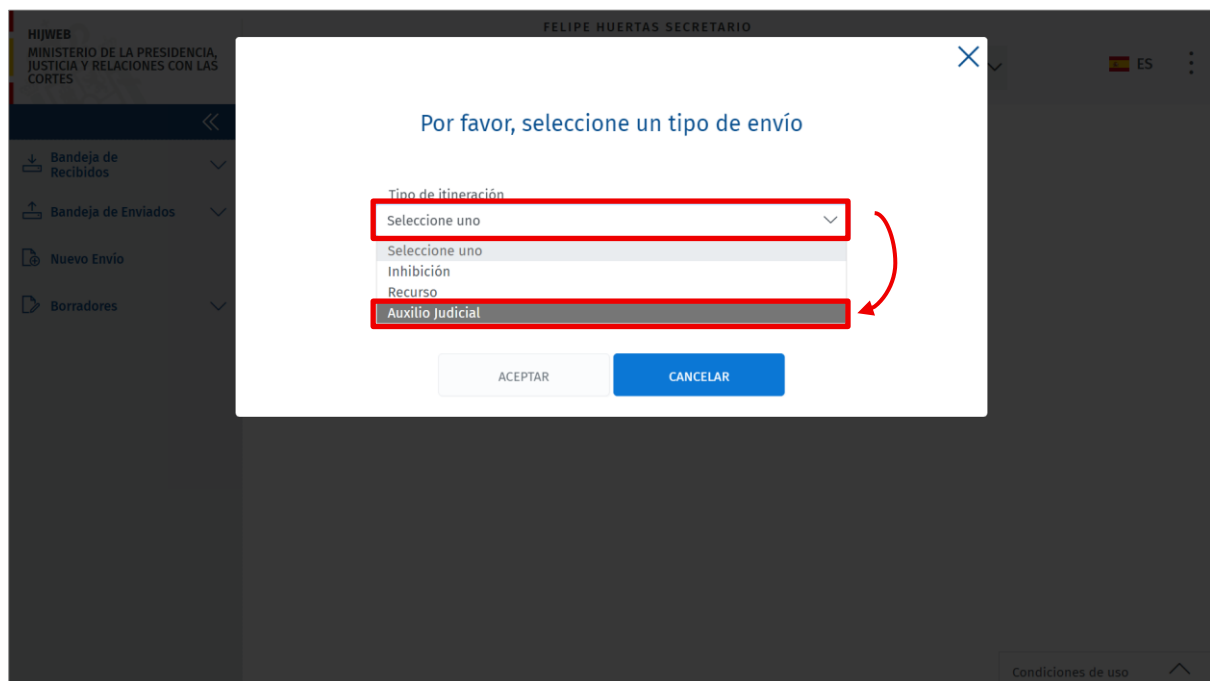 FELIPE HUERTAS SECRETARIO
HIJWEB
MINISTERIO DE LA PRESIDENCIA,
JUSTICIA Y RELACIONES CON LAS
CORTES
ES
Bandeja de
Recibidos
Bandeja de Enviados
Nuevo Envío
Borradores
Por favor, seleccione un tipo de envío
Tipo de itineración
Seleccione uno
Seleccione uno
Inhibición
Recurso
Auxilio Judicial
ACEPTAR
CANCELAR
Condiciones de uso